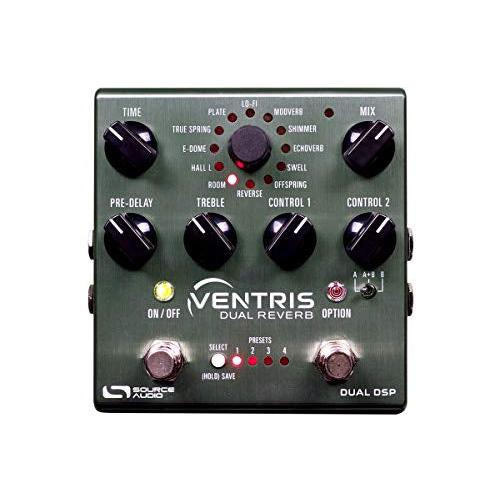 LO-FI
TIME
PLATE
MODVERB
MIX
TRUE SPRING
SHIMMER
E-DOME
ECHOVERB
HALL L
SWELL
ROOM
OFFSPRING
REVERSE
PRE-DELAY
TREBLE
CONTROL 1
CONTROL 2
A A+B B
VENTRIS
DUAL REVERB
ON / OFF
OPTION
PRESETS
SELECT
1 2 3 4
(HOLD) SAVE
SOURCE
AUDIO
DUAL DSP